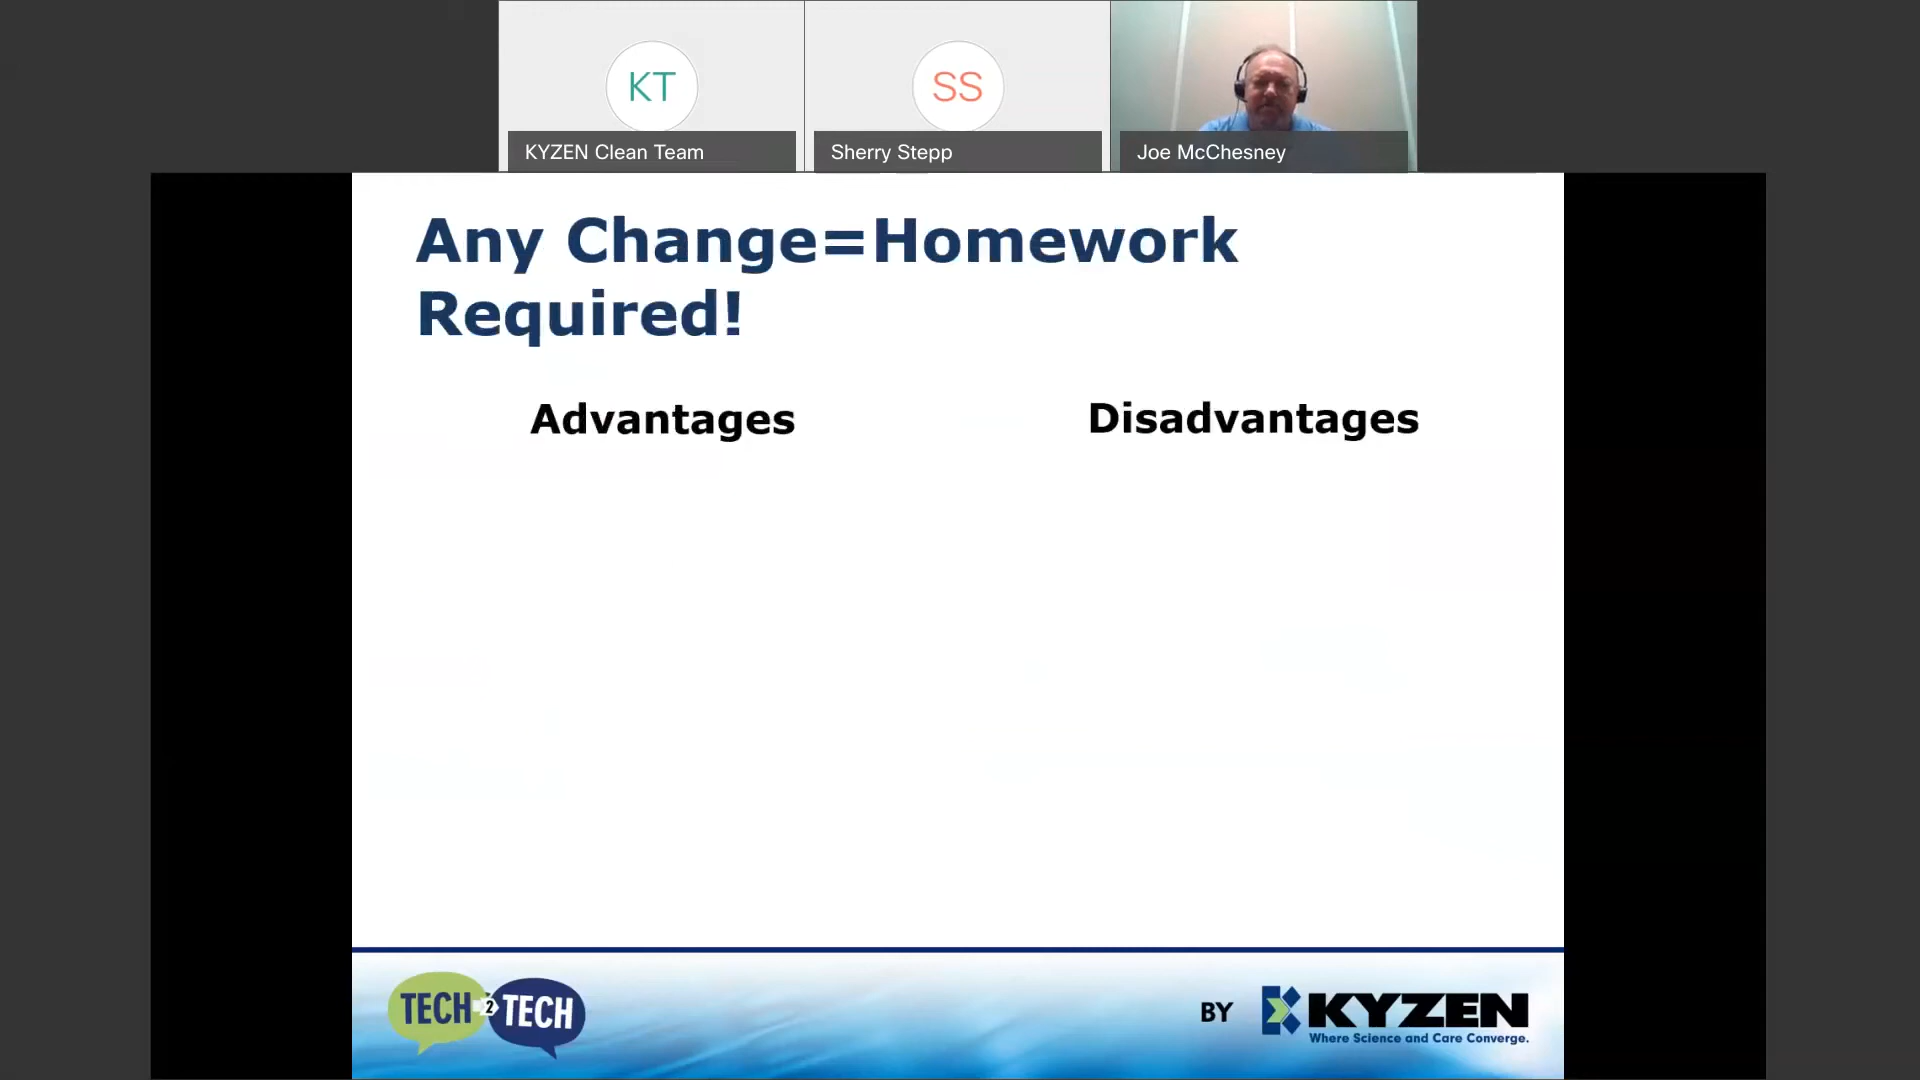 KT
SS
KYZEN Clean Team
Sherry Stepp
Joe McChesney
Any Change=Homework
Required!
Advantages
Disadvantages
TECH 2 TECH
BY
KYZEN
Where Science and Care Converge.